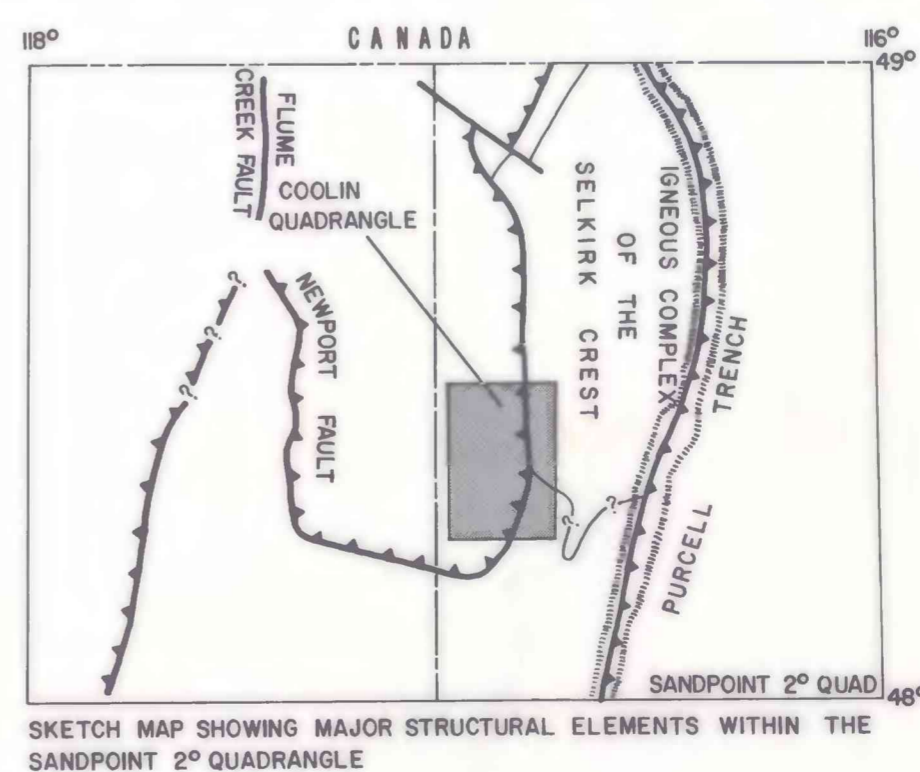 118°
CANADA
116°
49°
FLUME
CREEK FAULT
COOLIN
QUADRANGLE
NEWPORT FAULT
IGNEOUS COMPLEX
OF THE
SELKIRK CREST
PURCELL TRENCH
?
?
?
?
?
SANDPOINT 2° QUAD
48°
SKETCH MAP SHOWING MAJOR STRUCTURAL ELEMENTS WITHIN THE
SANDPOINT 2° QUADRANGLE